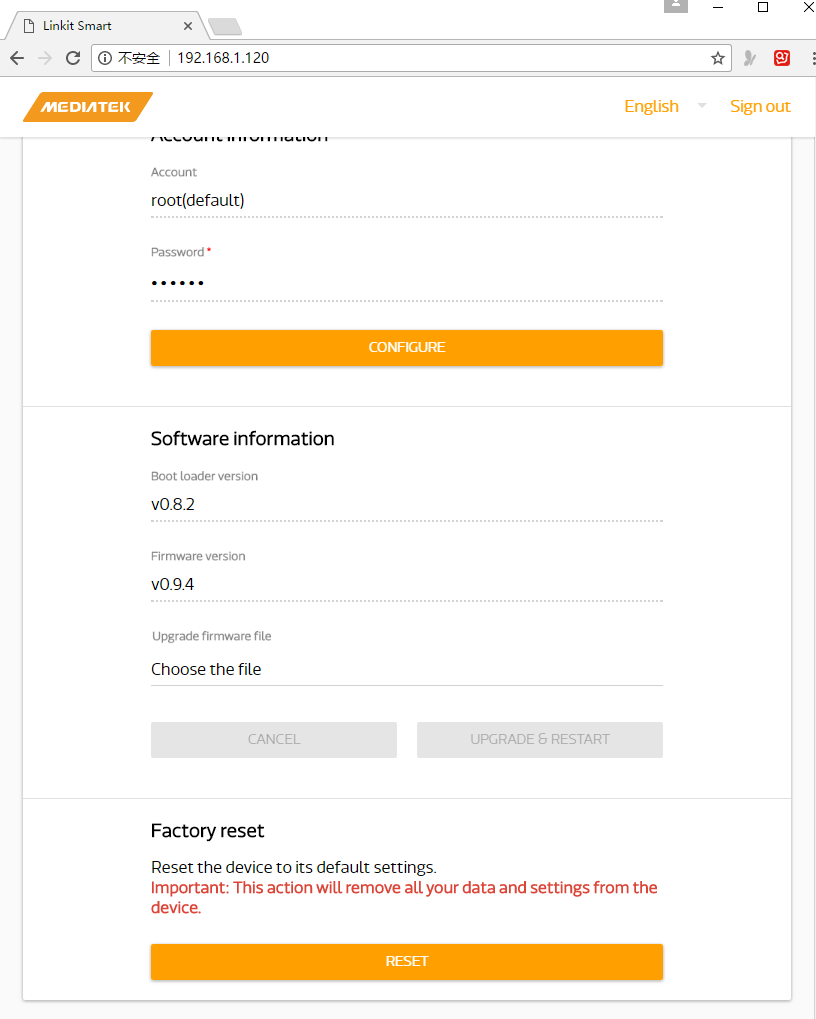 Linkit Smart
不安全
192.168.1.120
MEDIATEK
English
Sign out
Account information
Account
root(default)
Password *
••••••
CONFIGURE
Software information
Boot loader version
v0.8.2
Firmware version
v0.9.4
Upgrade firmware file
Choose the file
CANCEL
UPGRADE & RESTART
Factory reset
Reset the device to its default settings.
Important: This action will remove all your data and settings from the
device.
RESET